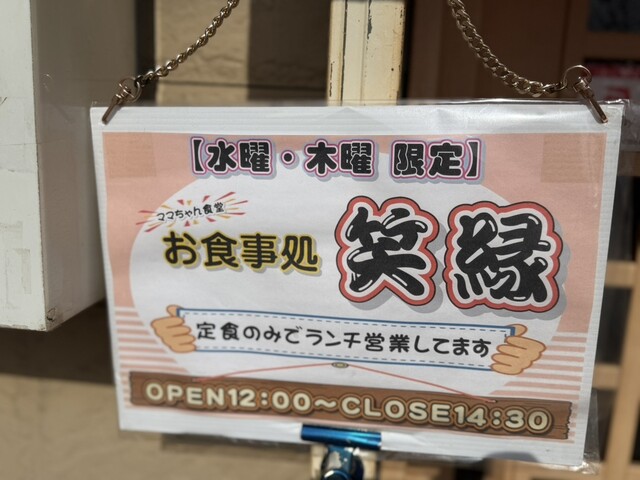 【水曜・木曜 限定】
ママちゃん食堂
お食事処 笑縁
定食のみでランチ営業してます
OPEN12:00〜CLOSE14:30